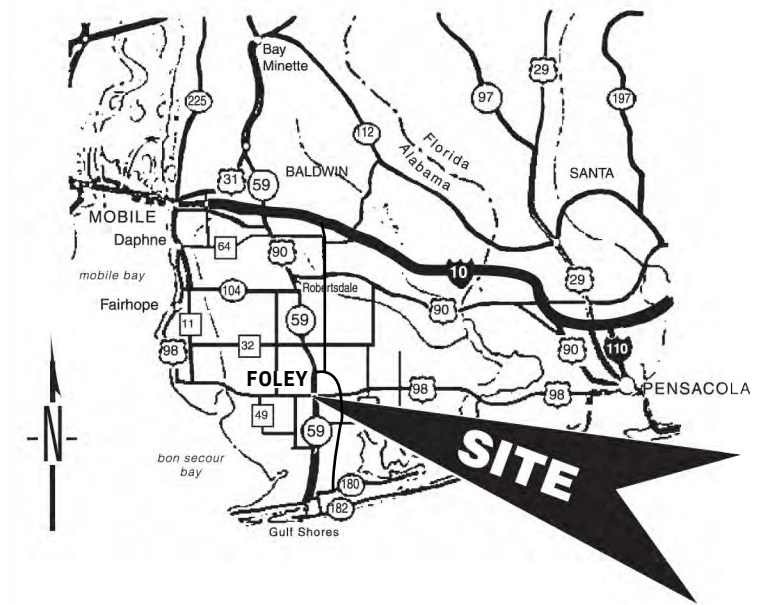 Bay
Minette
29
97
197
225
112
Florida
Alabama
BALDWIN
SANTA
31
59
MOBILE
Daphne
64
90
10
29
mobile bay
104
Robertsdale
Fairhope
90
11
59
32
90
110
98
FOLEY
98
98
PENSACOLA
49
59
N
SITE
bon secour
bay
180
182
Gulf Shores